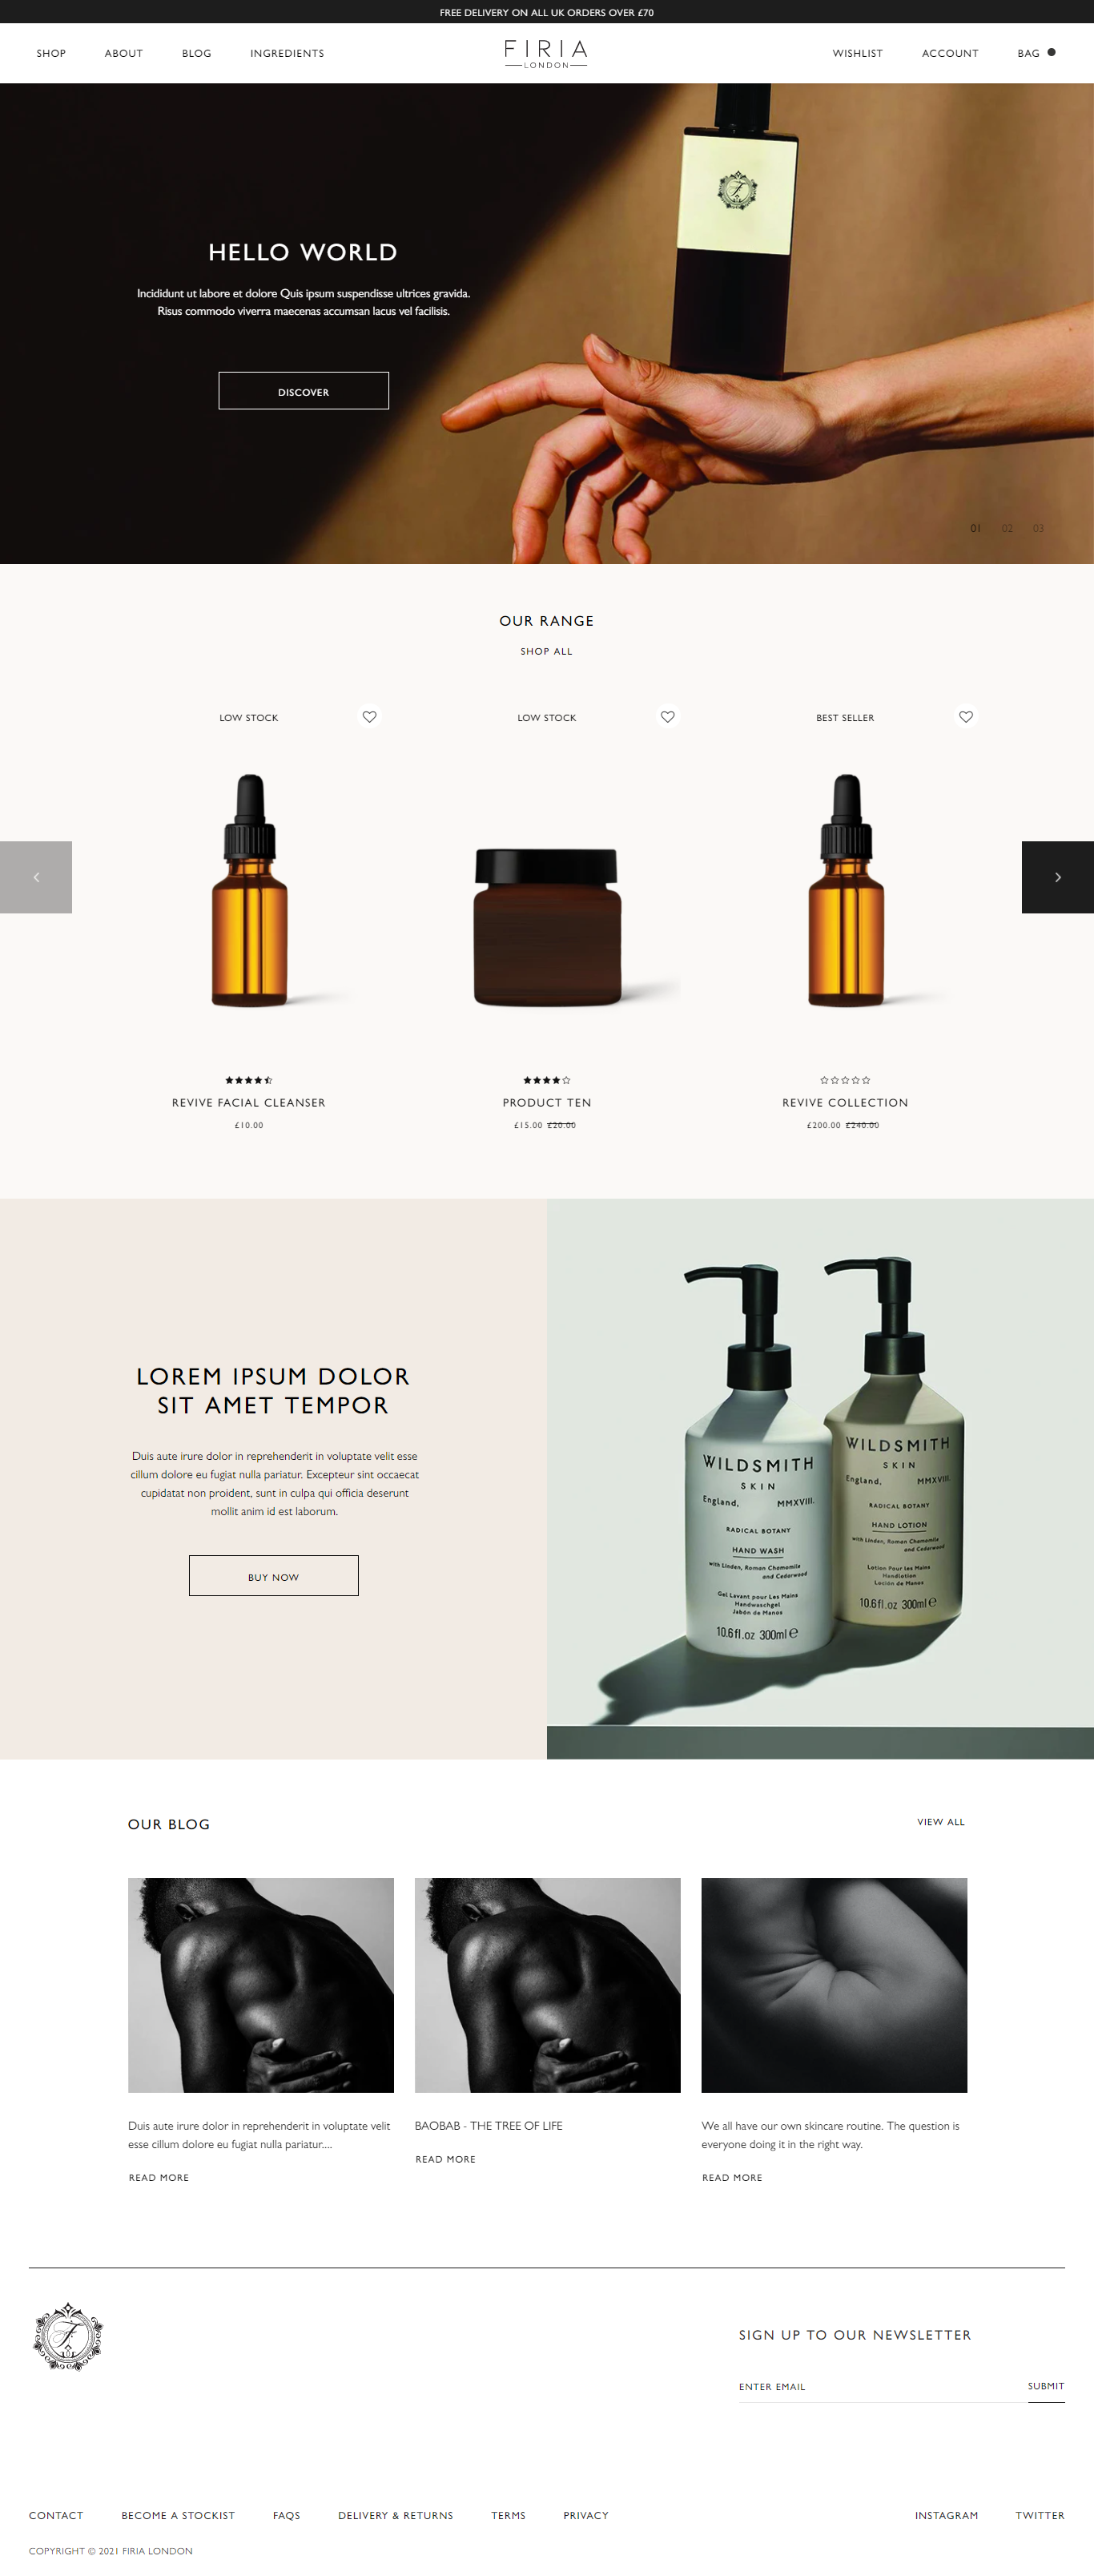 FREE DELIVERY ON ALL UK ORDERS OVER £70
SHOP ABOUT BLOG INGREDIENTS
FIRIA
LONDON
WISHLIST ACCOUNT BAG
HELLO WORLD
Incididunt ut labore et dolore Quis ipsum suspendisse ultrices gravida.
Risus commodo viverra maecenas accumsan lacus vel facilisis.
DISCOVER
01 02 03
OUR RANGE
SHOP ALL
LOW STOCK
LOW STOCK
BEST SELLER
REVIVE FACIAL CLEANSER
£10.00
PRODUCT TEN
£15.00 £20.00
REVIVE COLLECTION
£200.00 £240.00
LOREM IPSUM DOLOR
SIT AMET TEMPOR
Duis aute irure dolor in reprehenderit in voluptate velit esse
cillum dolore eu fugiat nulla pariatur. Excepteur sint occaecat
cupidatat non proident, sunt in culpa qui officia deserunt
mollit anim id est laborum.
BUY NOW
WILDSMITH
SKIN
England, MMXVIII.
RADICAL BOTANY
HAND WASH
with Linden, Roman Chamomile
and Cedarwood
Gel Lavant pour Les Mains
Handwaschgel
Jabón de Manos
10.6 fl.oz 300ml e
WILDSMITH
SKIN
England, MMXVIII.
RADICAL BOTANY
HAND LOTION
with Linden, Roman Chamomile
and Cedarwood
Lotion Pour les Mains
Handlotion
Loción de Manos
10.6 fl.oz 300ml e
OUR BLOG
VIEW ALL
Duis aute irure dolor in reprehenderit in voluptate velit
esse cillum dolore eu fugiat nulla pariatur....
READ MORE
BAOBAB - THE TREE OF LIFE
READ MORE
We all have our own skincare routine. The question is
everyone doing it in the right way.
READ MORE
SIGN UP TO OUR NEWSLETTER
ENTER EMAIL
SUBMIT
CONTACT BECOME A STOCKIST FAQS DELIVERY & RETURNS TERMS PRIVACY
INSTAGRAM TWITTER
COPYRIGHT © 2021 FIRIA LONDON